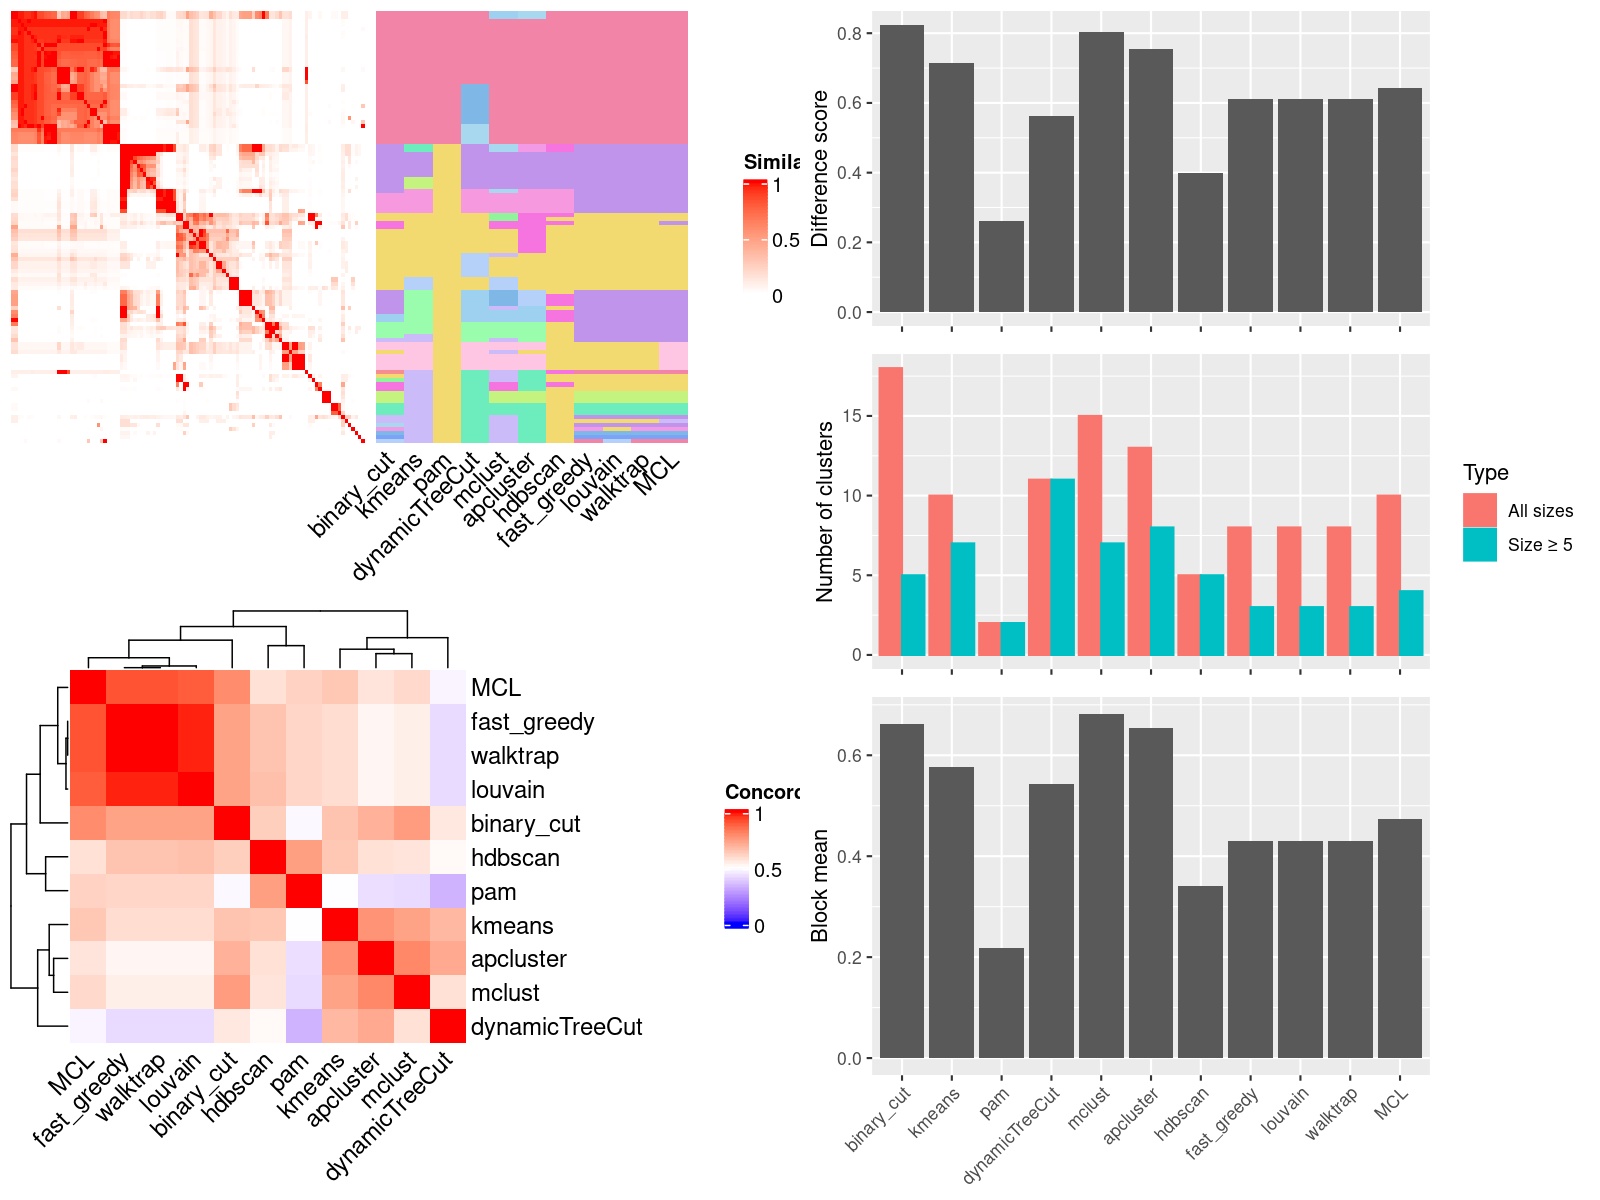 Simila
1
0.5
0
binary_cut
kmeans
pam
dynamicTreeCut
mclust
apcluster
hdbscan
fast_greedy
louvain
walktrap
MCL
MCL
fast_greedy
walktrap
louvain
binary_cut
hdbscan
pam
kmeans
apcluster
mclust
dynamicTreeCut
Concord
1
0.5
0
MCL
fast_greedy
walktrap
louvain
binary_cut
hdbscan
pam
kmeans
apcluster
mclust
dynamicTreeCut
Difference score
0.8
0.6
0.4
0.2
0.0
Number of clusters
15
10
5
0
Type
All sizes
Size ≥ 5
Block mean
0.6
0.4
0.2
0.0
binary_cut
kmeans
pam
dynamicTreeCut
mclust
apcluster
hdbscan
fast_greedy
louvain
walktrap
MCL